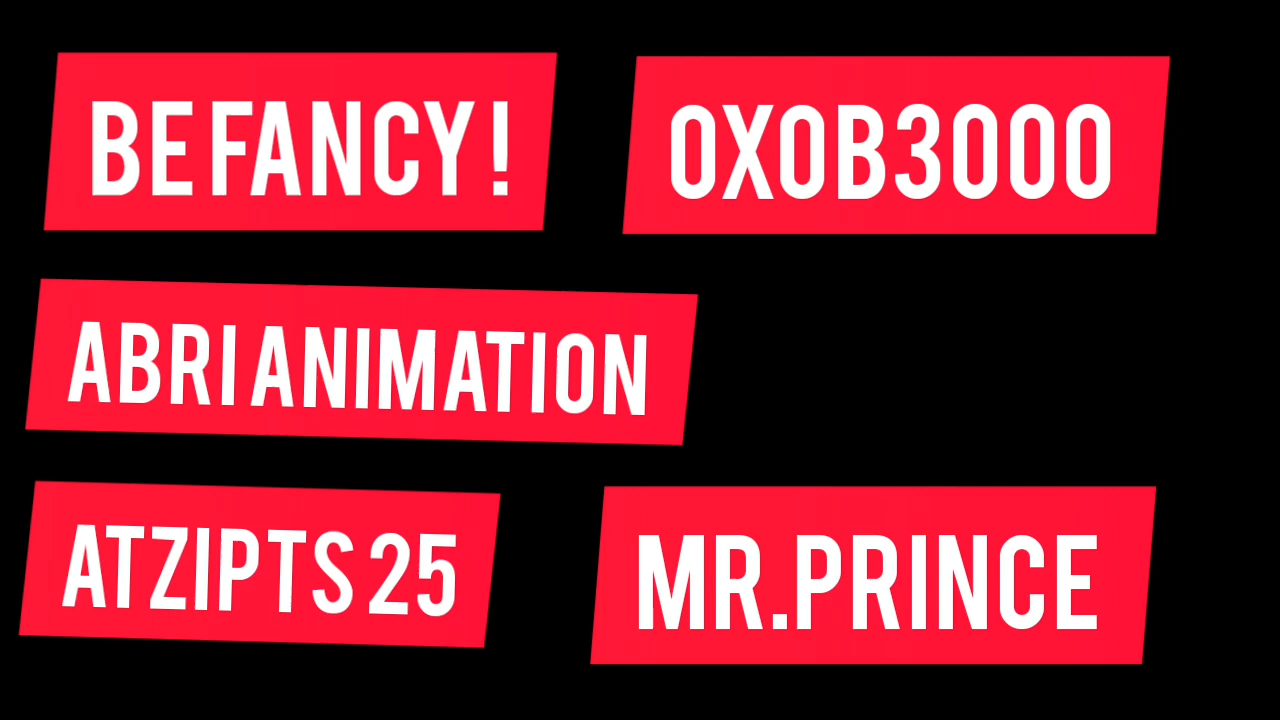 BE FANCY !
OXOB3000
ABRI ANIMATION
ATZIPTS 25
MR.PRINCE